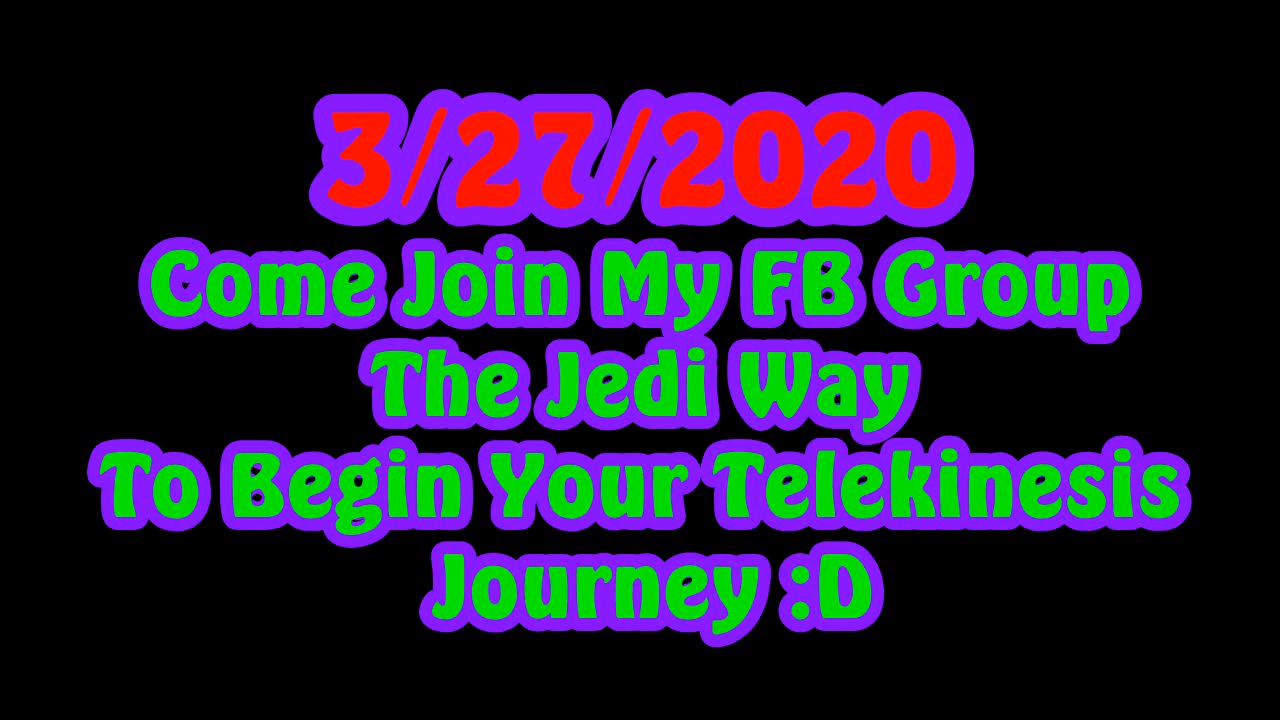 3/27/2020
Come Join My FB Group
The Jedi Way
To Begin Your Telekinesis
Journey :D